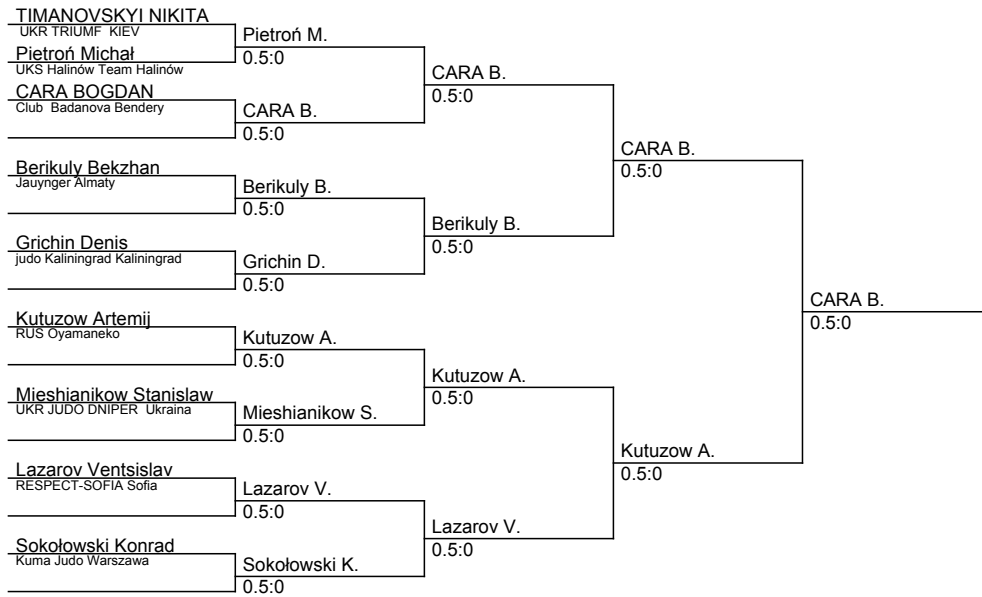 TIMANOVSKYI NIKITA
UKR TRIUMF KIEV
Pietroń M.
0.5:0
Pietroń Michał
UKS Halinów Team Halinów
CARA B.
0.5:0
CARA BOGDAN
Club Badanova Bendery
CARA B.
0.5:0
CARA B.
0.5:0
Berikuly Bekzhan
Jauynger Almaty
Berikuly B.
0.5:0
Berikuly B.
0.5:0
Grichin Denis
judo Kaliningrad Kaliningrad
Grichin D.
0.5:0
CARA B.
0.5:0
Kutuzow Artemij
RUS Oyamaneko
Kutuzow A.
0.5:0
Kutuzow A.
0.5:0
Mieshianikow Stanislaw
UKR JUDO DNIPER Ukraina
Mieshianikow S.
0.5:0
Kutuzow A.
0.5:0
Lazarov Ventsislav
RESPECT-SOFIA Sofia
Lazarov V.
0.5:0
Lazarov V.
0.5:0
Sokołowski Konrad
Kuma Judo Warszawa
Sokołowski K.
0.5:0